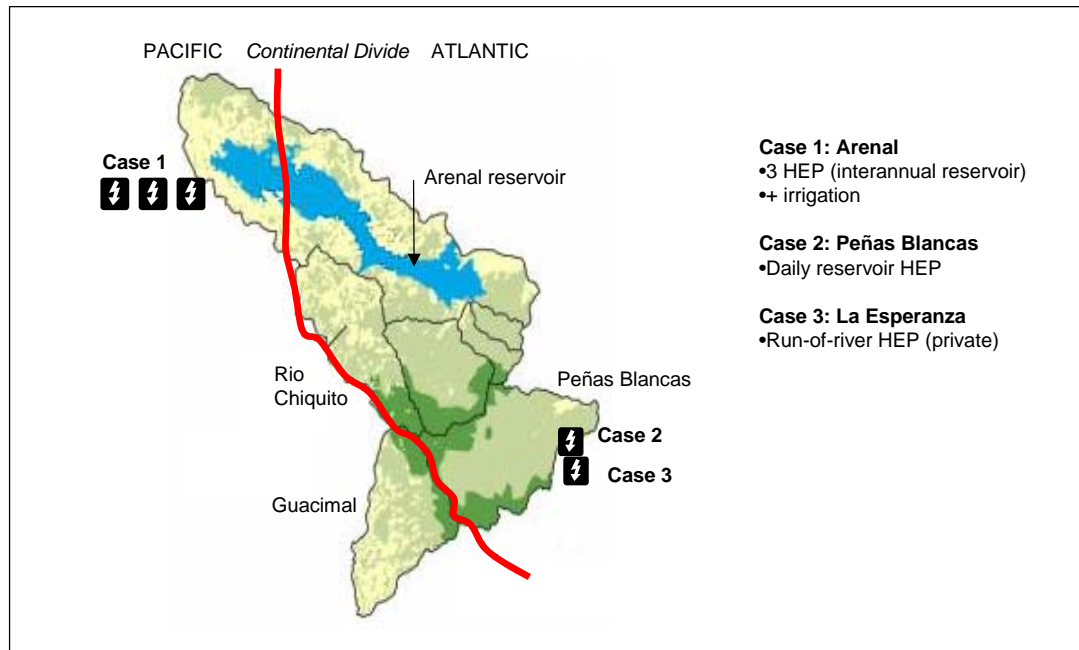 PACIFIC Continental Divide ATLANTIC
Case 1
Arenal reservoir
Rio
Chiquito
Peñas Blancas
Case 2
Case 3
Guacimal
Case 1: Arenal
•3 HEP (interannual reservoir)
•+ irrigation
Case 2: Peñas Blancas
•Daily reservoir HEP
Case 3: La Esperanza
•Run-of-river HEP (private)